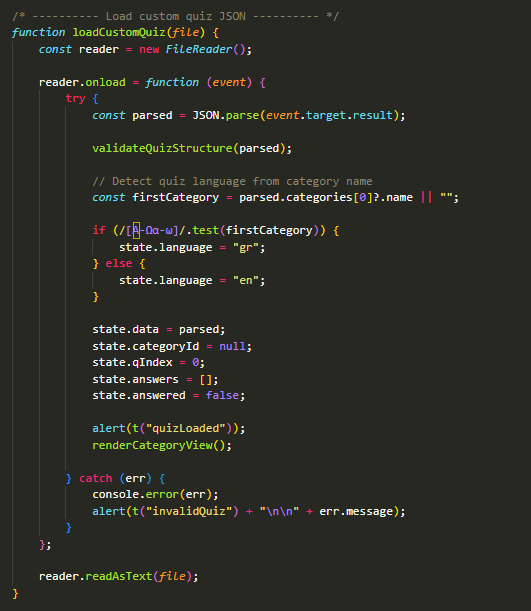 /* ---------- Load custom quiz JSON ---------- */
function loadCustomQuiz(file) {
    const reader = new FileReader();

    reader.onload = function (event) {
        try {
            const parsed = JSON.parse(event.target.result);

            validateQuizStructure(parsed);

            // Detect quiz language from category name
            const firstCategory = parsed.categories[0]?.name || "";

            if (/[Α-Ωα-ω]/.test(firstCategory)) {
                state.language = "gr";
            } else {
                state.language = "en";
            }

            state.data = parsed;
            state.categoryId = null;
            state.qIndex = 0;
            state.answers = [];
            state.answered = false;

            alert(t("quizLoaded"));
            renderCategoryView();

        } catch (err) {
            console.error(err);
            alert(t("invalidQuiz") + "\n\n" + err.message);
        }
    };

    reader.readAsText(file);
}